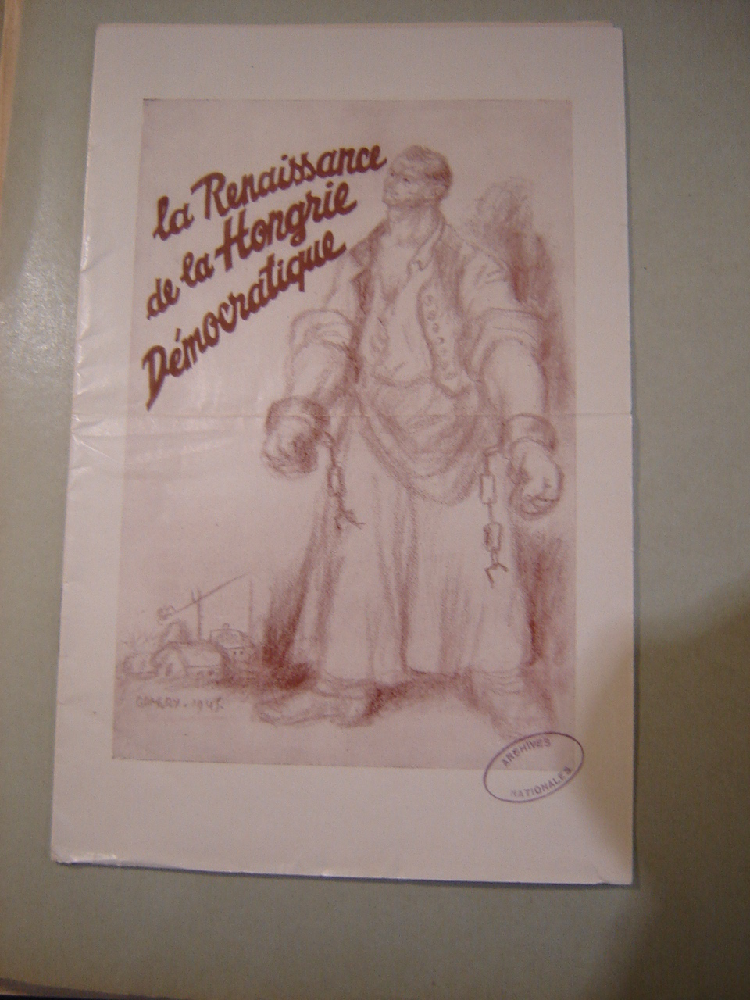 la Renaissance
de la Hongrie
Démocratique
1945
ARCHIVES
NATIONALES